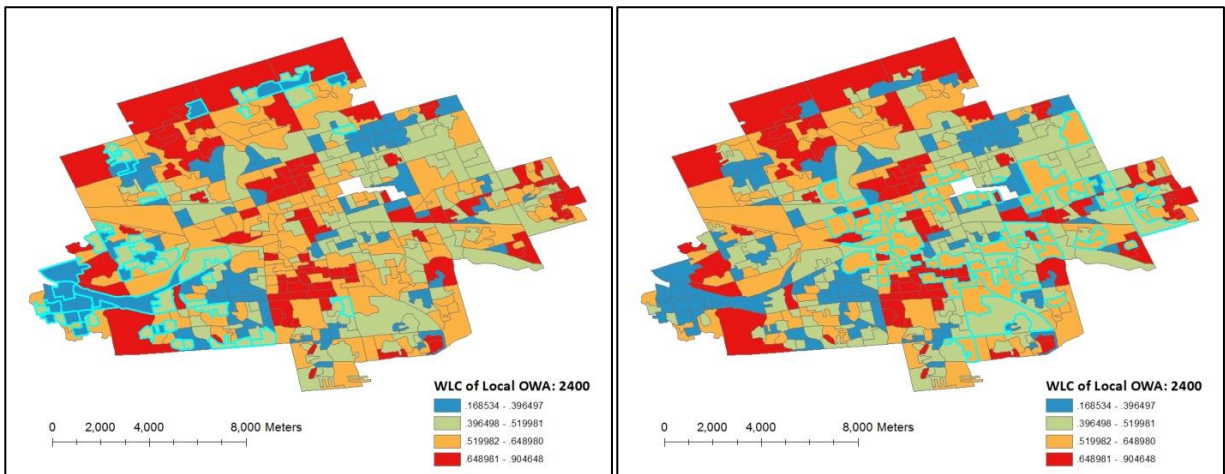 WLC of Local OWA: 2400
.168534 - .396497
.396498 - .519981
.519982 - .648980
.648981 - .904648
0 2,000 4,000 8,000 Meters
WLC of Local OWA: 2400
.168534 - .396497
.396498 - .519981
.519982 - .648980
.648981 - .904648
0 2,000 4,000 8,000 Meters